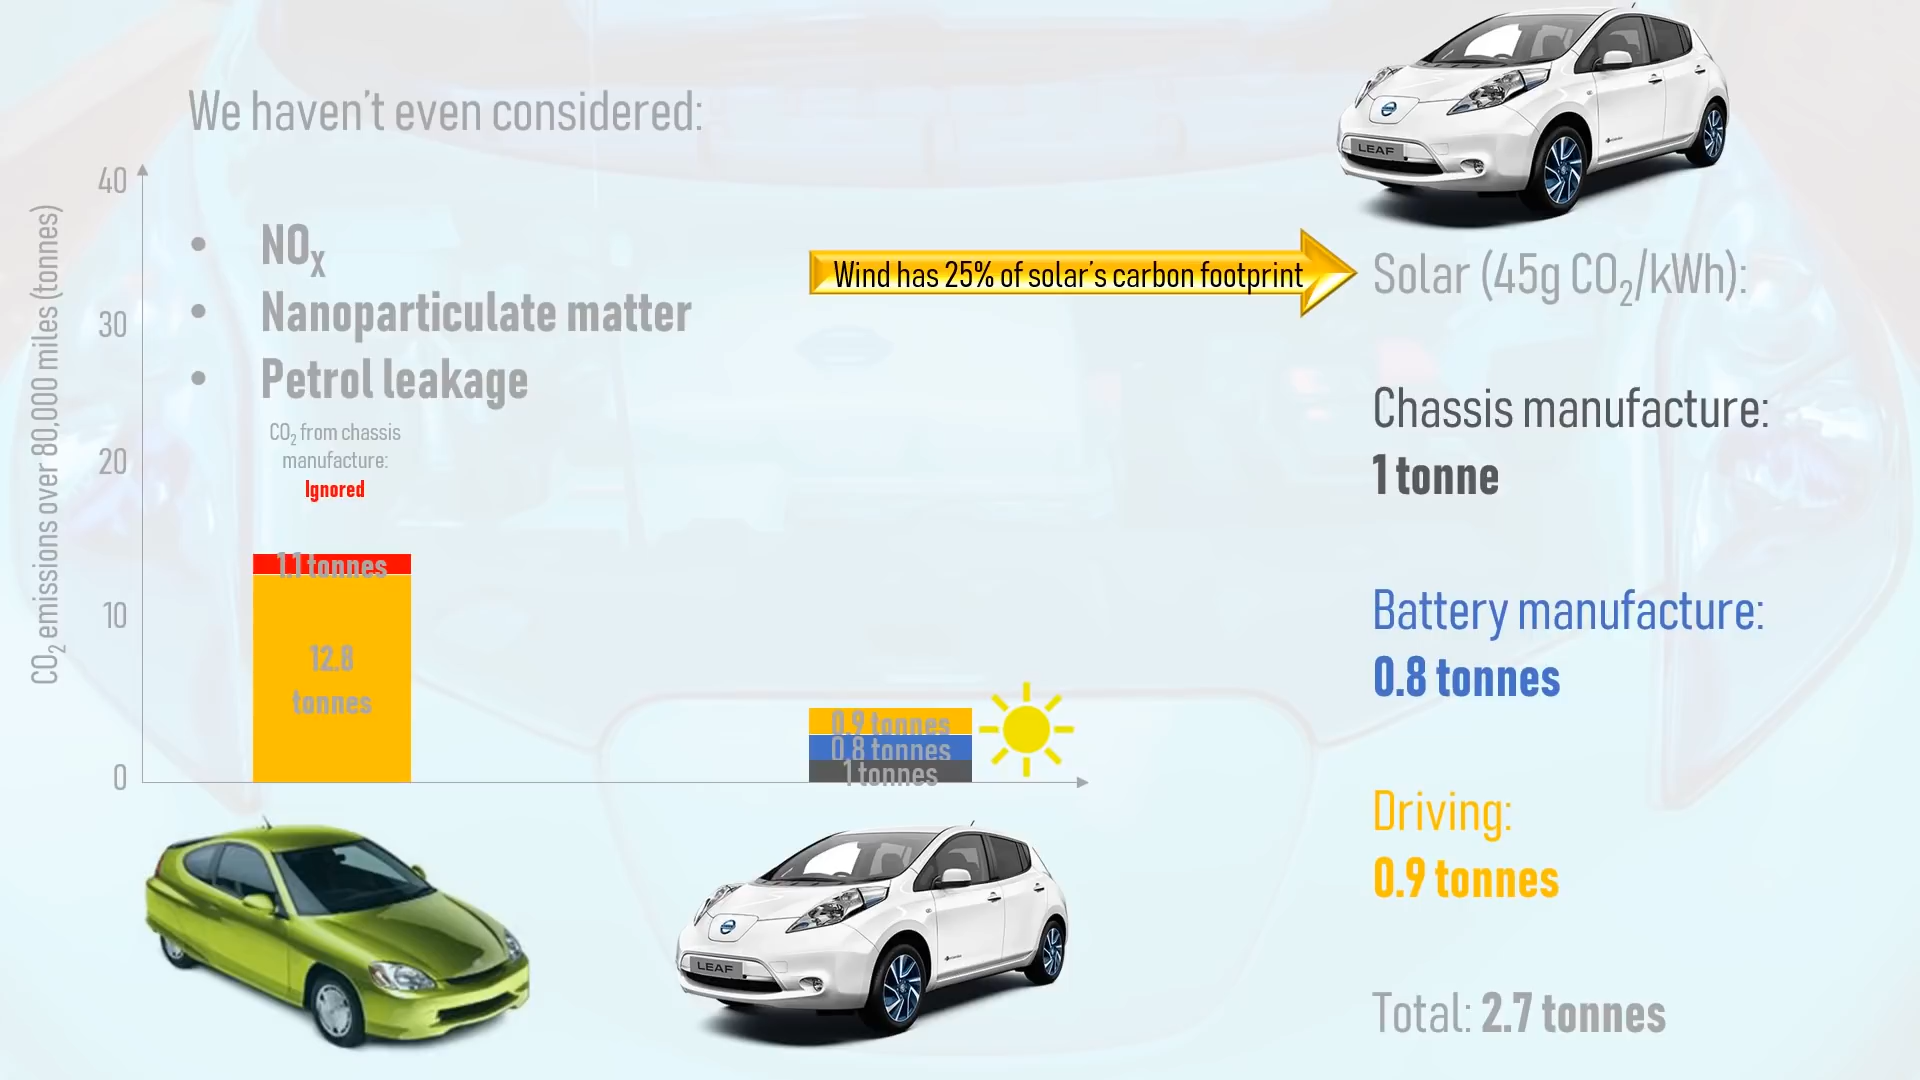 We haven't even considered:
40
30
20
10
0
CO₂ emissions over 80,000 miles (tonnes)
• NOₓ
• Nanoparticulate matter
• Petrol leakage
CO₂ from chassis
manufacture:
Ignored
1.1 tonnes
12.8
tonnes
0.9 tonnes
0.8 tonnes
1 tonnes
LEAF
Wind has 25% of solar's carbon footprint
LEAF
Solar (45g CO₂/kWh):
Chassis manufacture:
1 tonne
Battery manufacture:
0.8 tonnes
Driving:
0.9 tonnes
Total: 2.7 tonnes